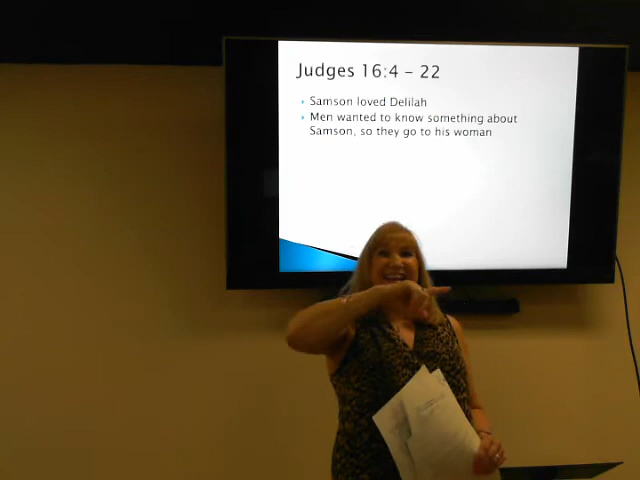 Judges 16:4 – 22
Samson loved Delilah
Men wanted to know something about
Samson, so they go to his woman